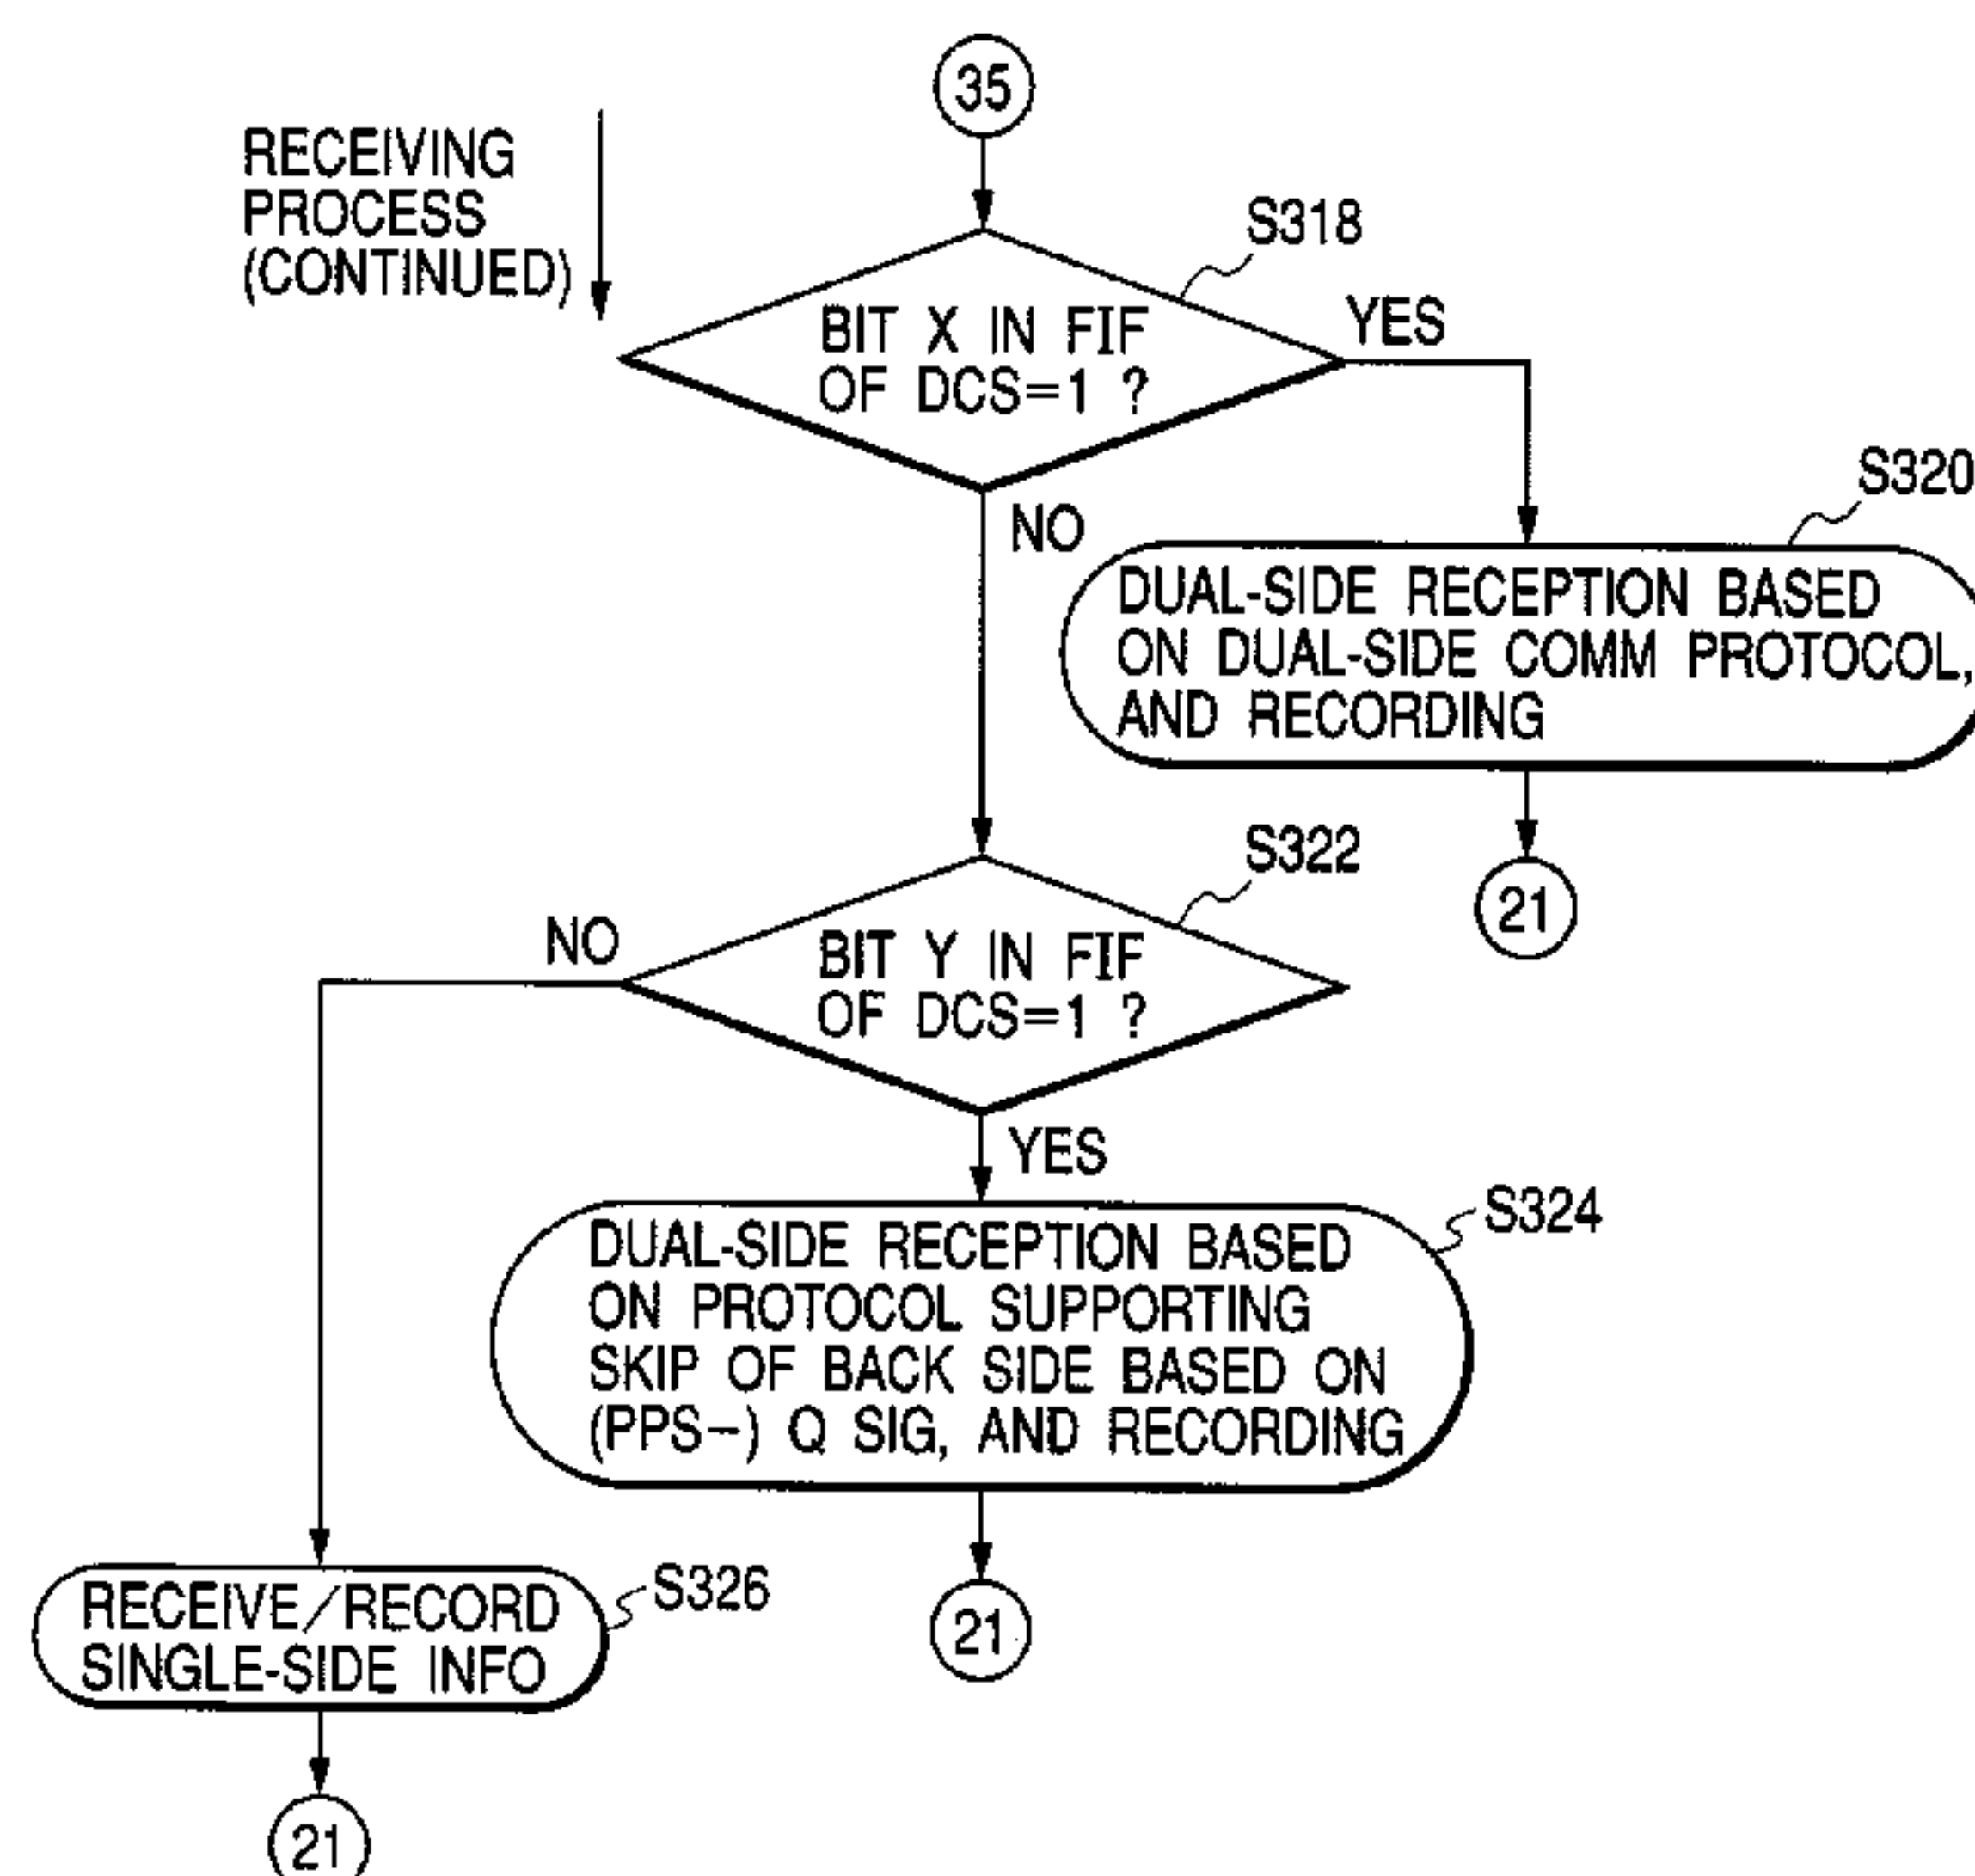 35
RECEIVING
PROCESS
(CONTINUED)
S318
BIT X IN FIF
OF DCS=1 ?
YES
NO
S320
DUAL-SIDE RECEPTION BASED
ON DUAL-SIDE COMM PROTOCOL,
AND RECORDING
21
S322
BIT Y IN FIF
OF DCS=1 ?
NO
YES
S324
DUAL-SIDE RECEPTION BASED
ON PROTOCOL SUPPORTING
SKIP OF BACK SIDE BASED ON
(PPS-) Q SIG, AND RECORDING
21
S326
RECEIVE/RECORD
SINGLE-SIDE INFO
21